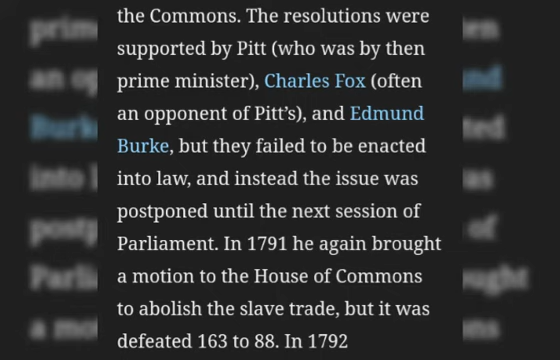 the Commons. The resolutions were
supported by Pitt (who was by then
prime minister), Charles Fox (often
an opponent of Pitt’s), and Edmund
Burke, but they failed to be enacted
into law, and instead the issue was
postponed until the next session of
Parliament. In 1791 he again brought
a motion to the House of Commons
to abolish the slave trade, but it was
defeated 163 to 88. In 1792